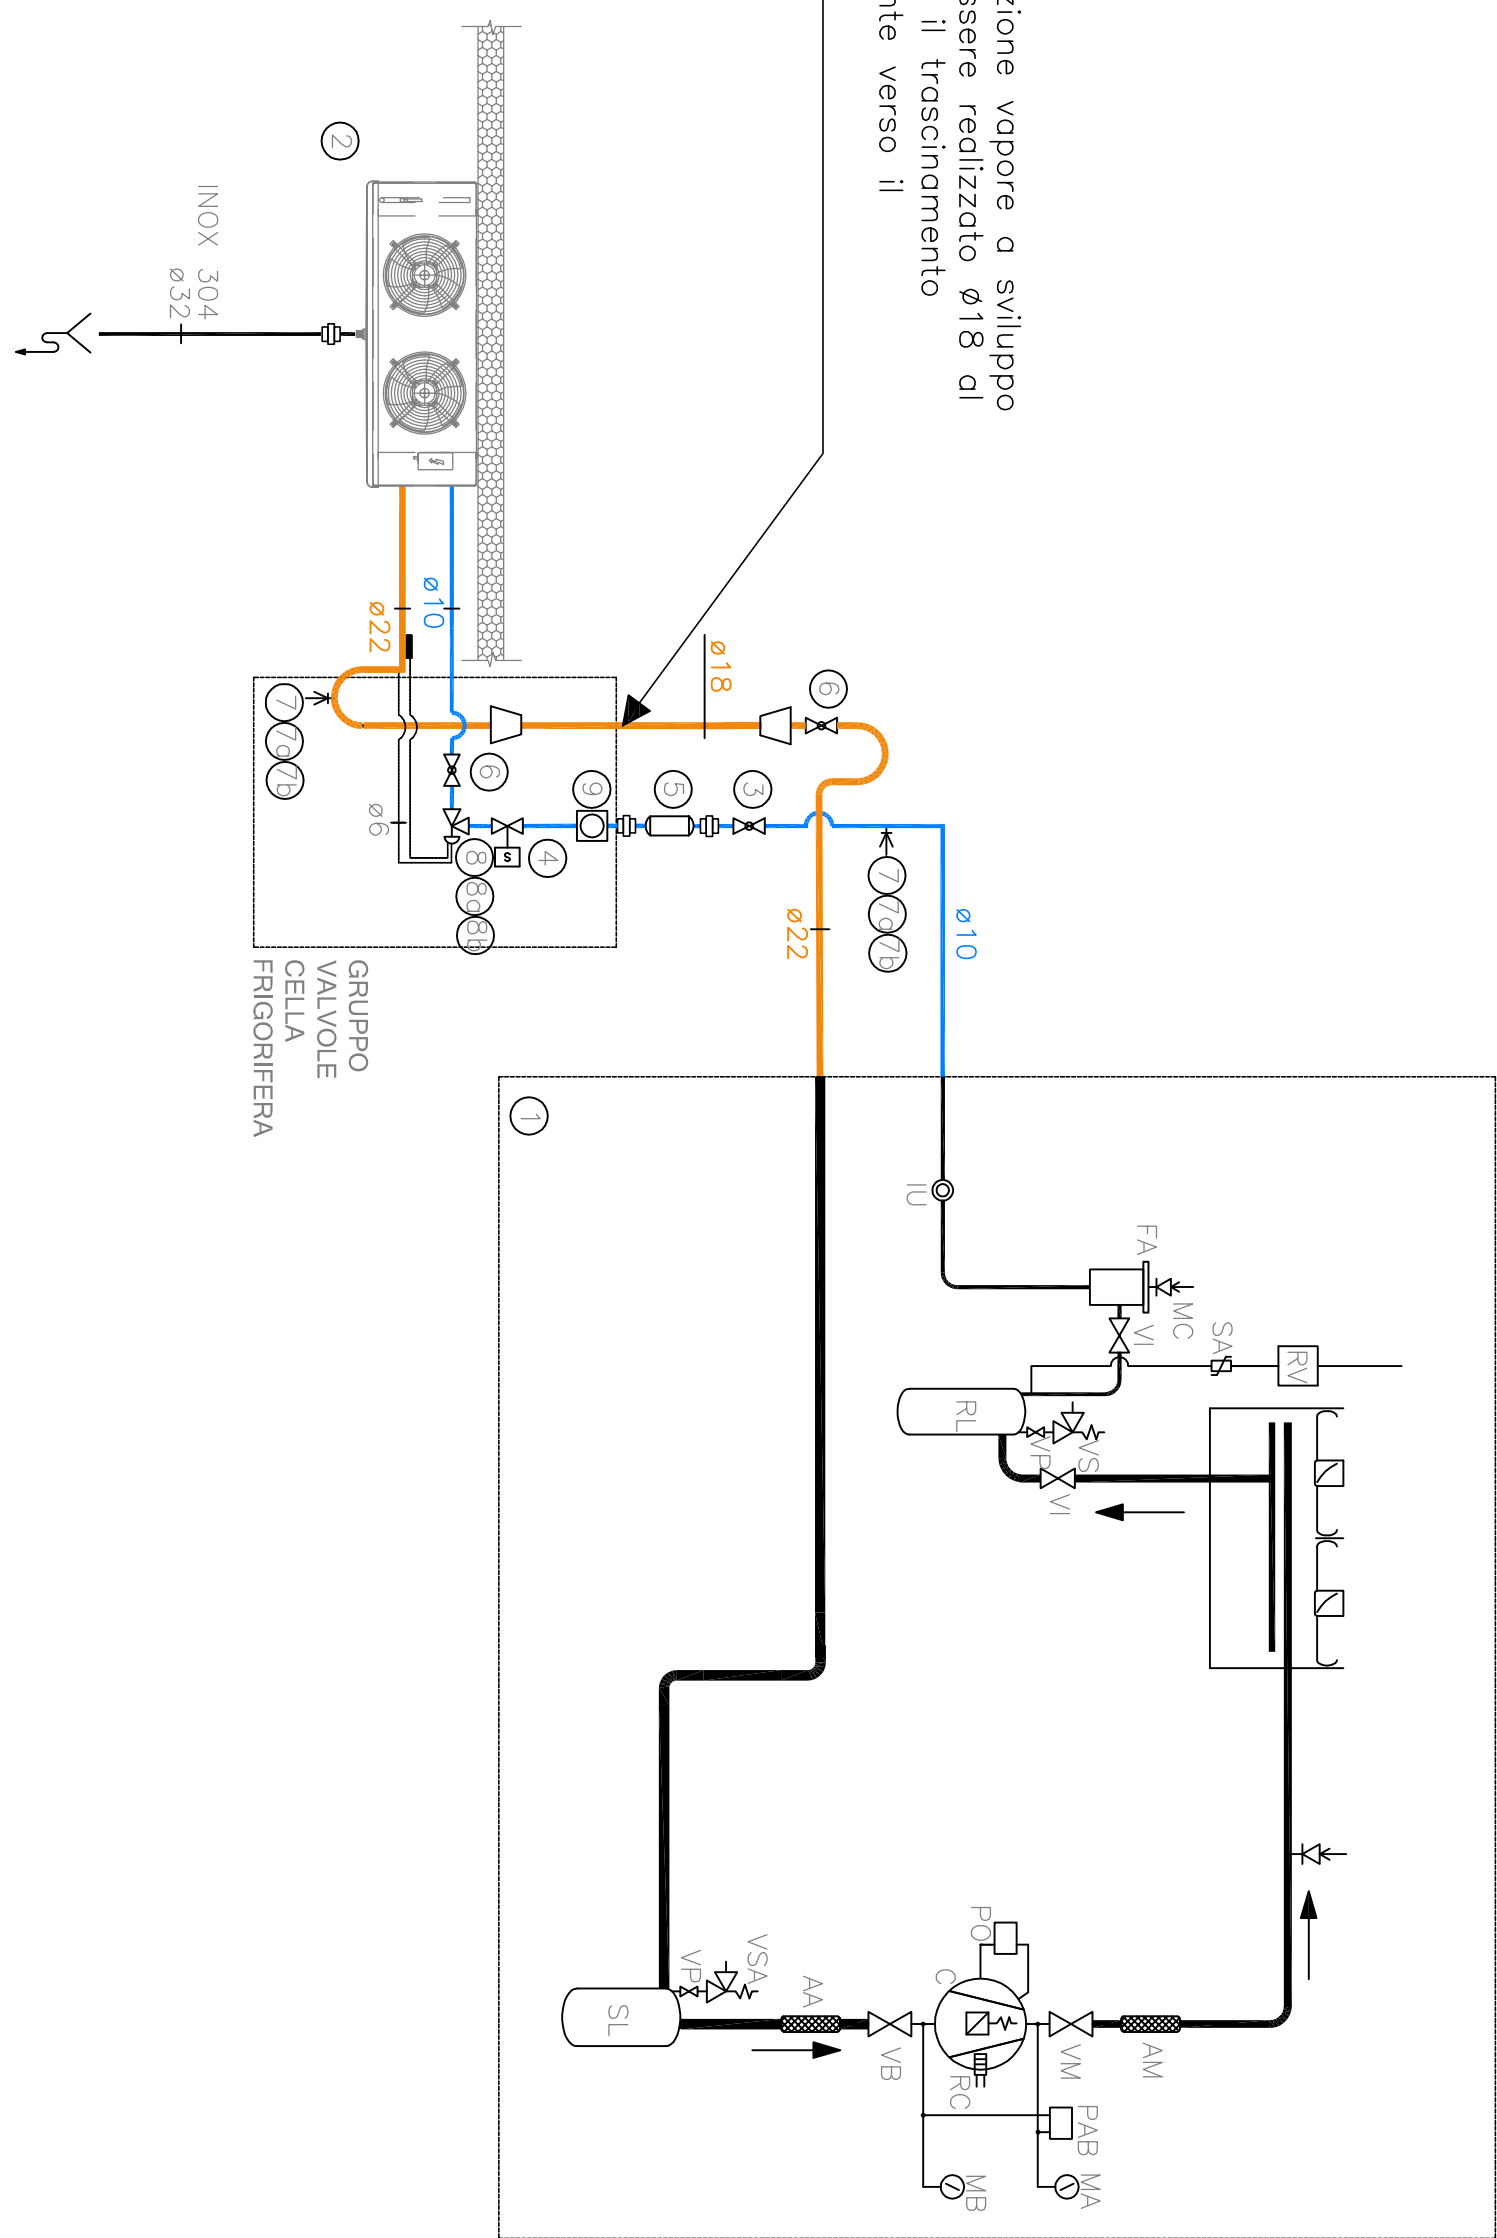 zione vapore a sviluppo
ssere realizzato ø18 al
il trascinamento
nte verso il
2
INOX 304
ø32
ø10
ø22
ø18
6
7
7a
7b
6
ø6
9
5
3
8
8a
8b
S
4
7
7a
7b
ø22
ø10
GRUPPO
VALVOLE
CELLA
FRIGORIFERA
1
IU
FA
MC
VI
SA
RV
RL
VP
VS
VI
PO
C
VSA
VP
AA
SL
VB
RC
VM
AM
PAB
MA
MB